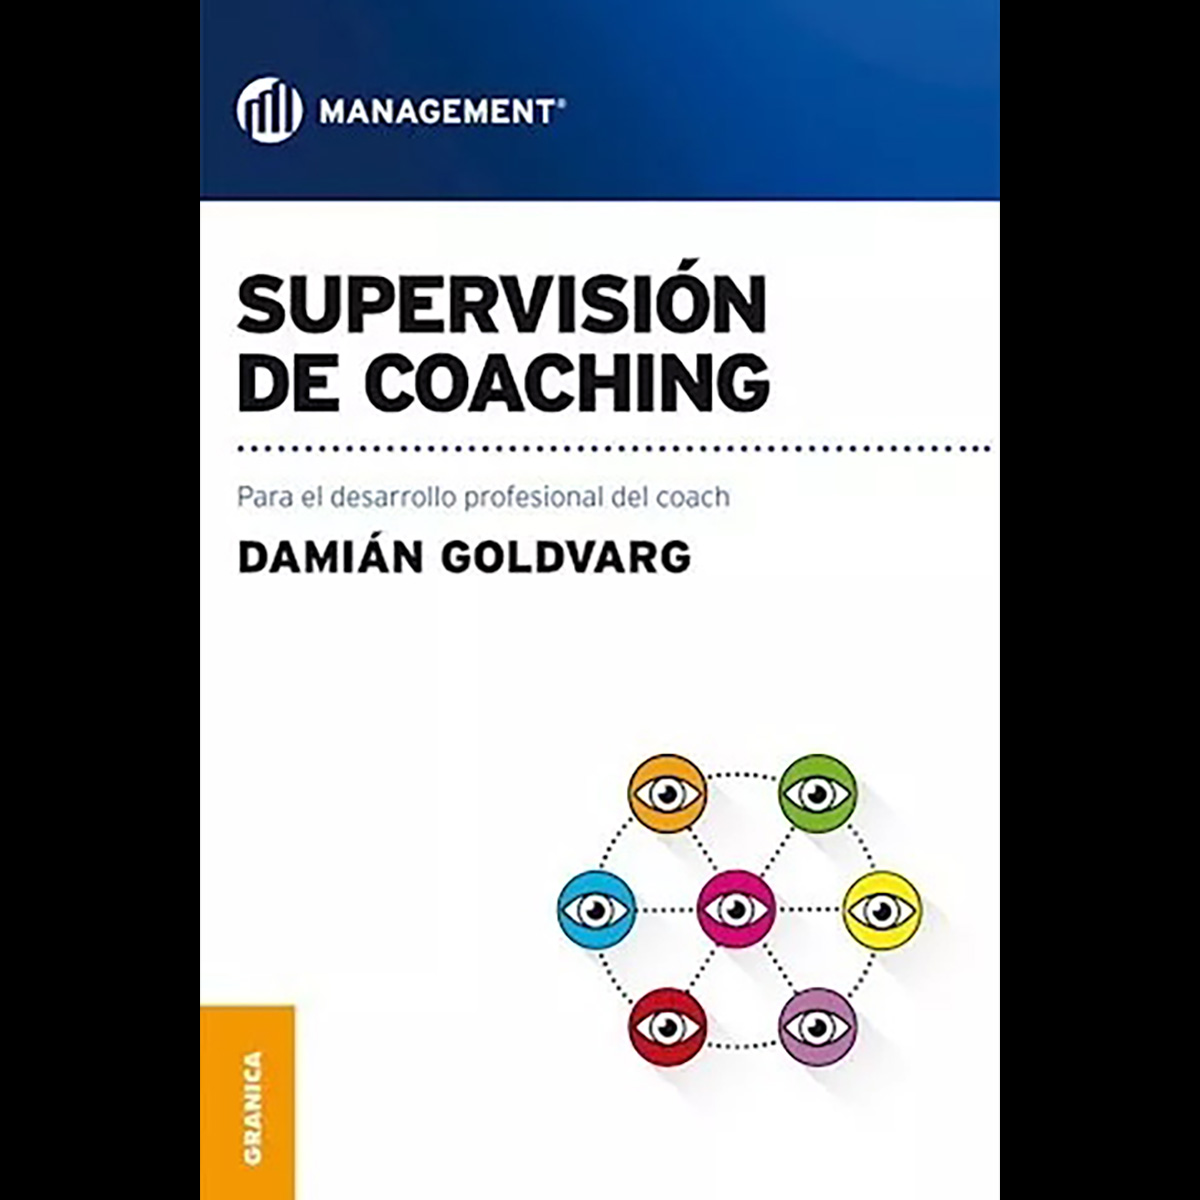 MANAGEMENT®
SUPERVISIÓN
DE COACHING
Para el desarrollo profesional del coach
DAMIÁN GOLDVARG
GRANICA